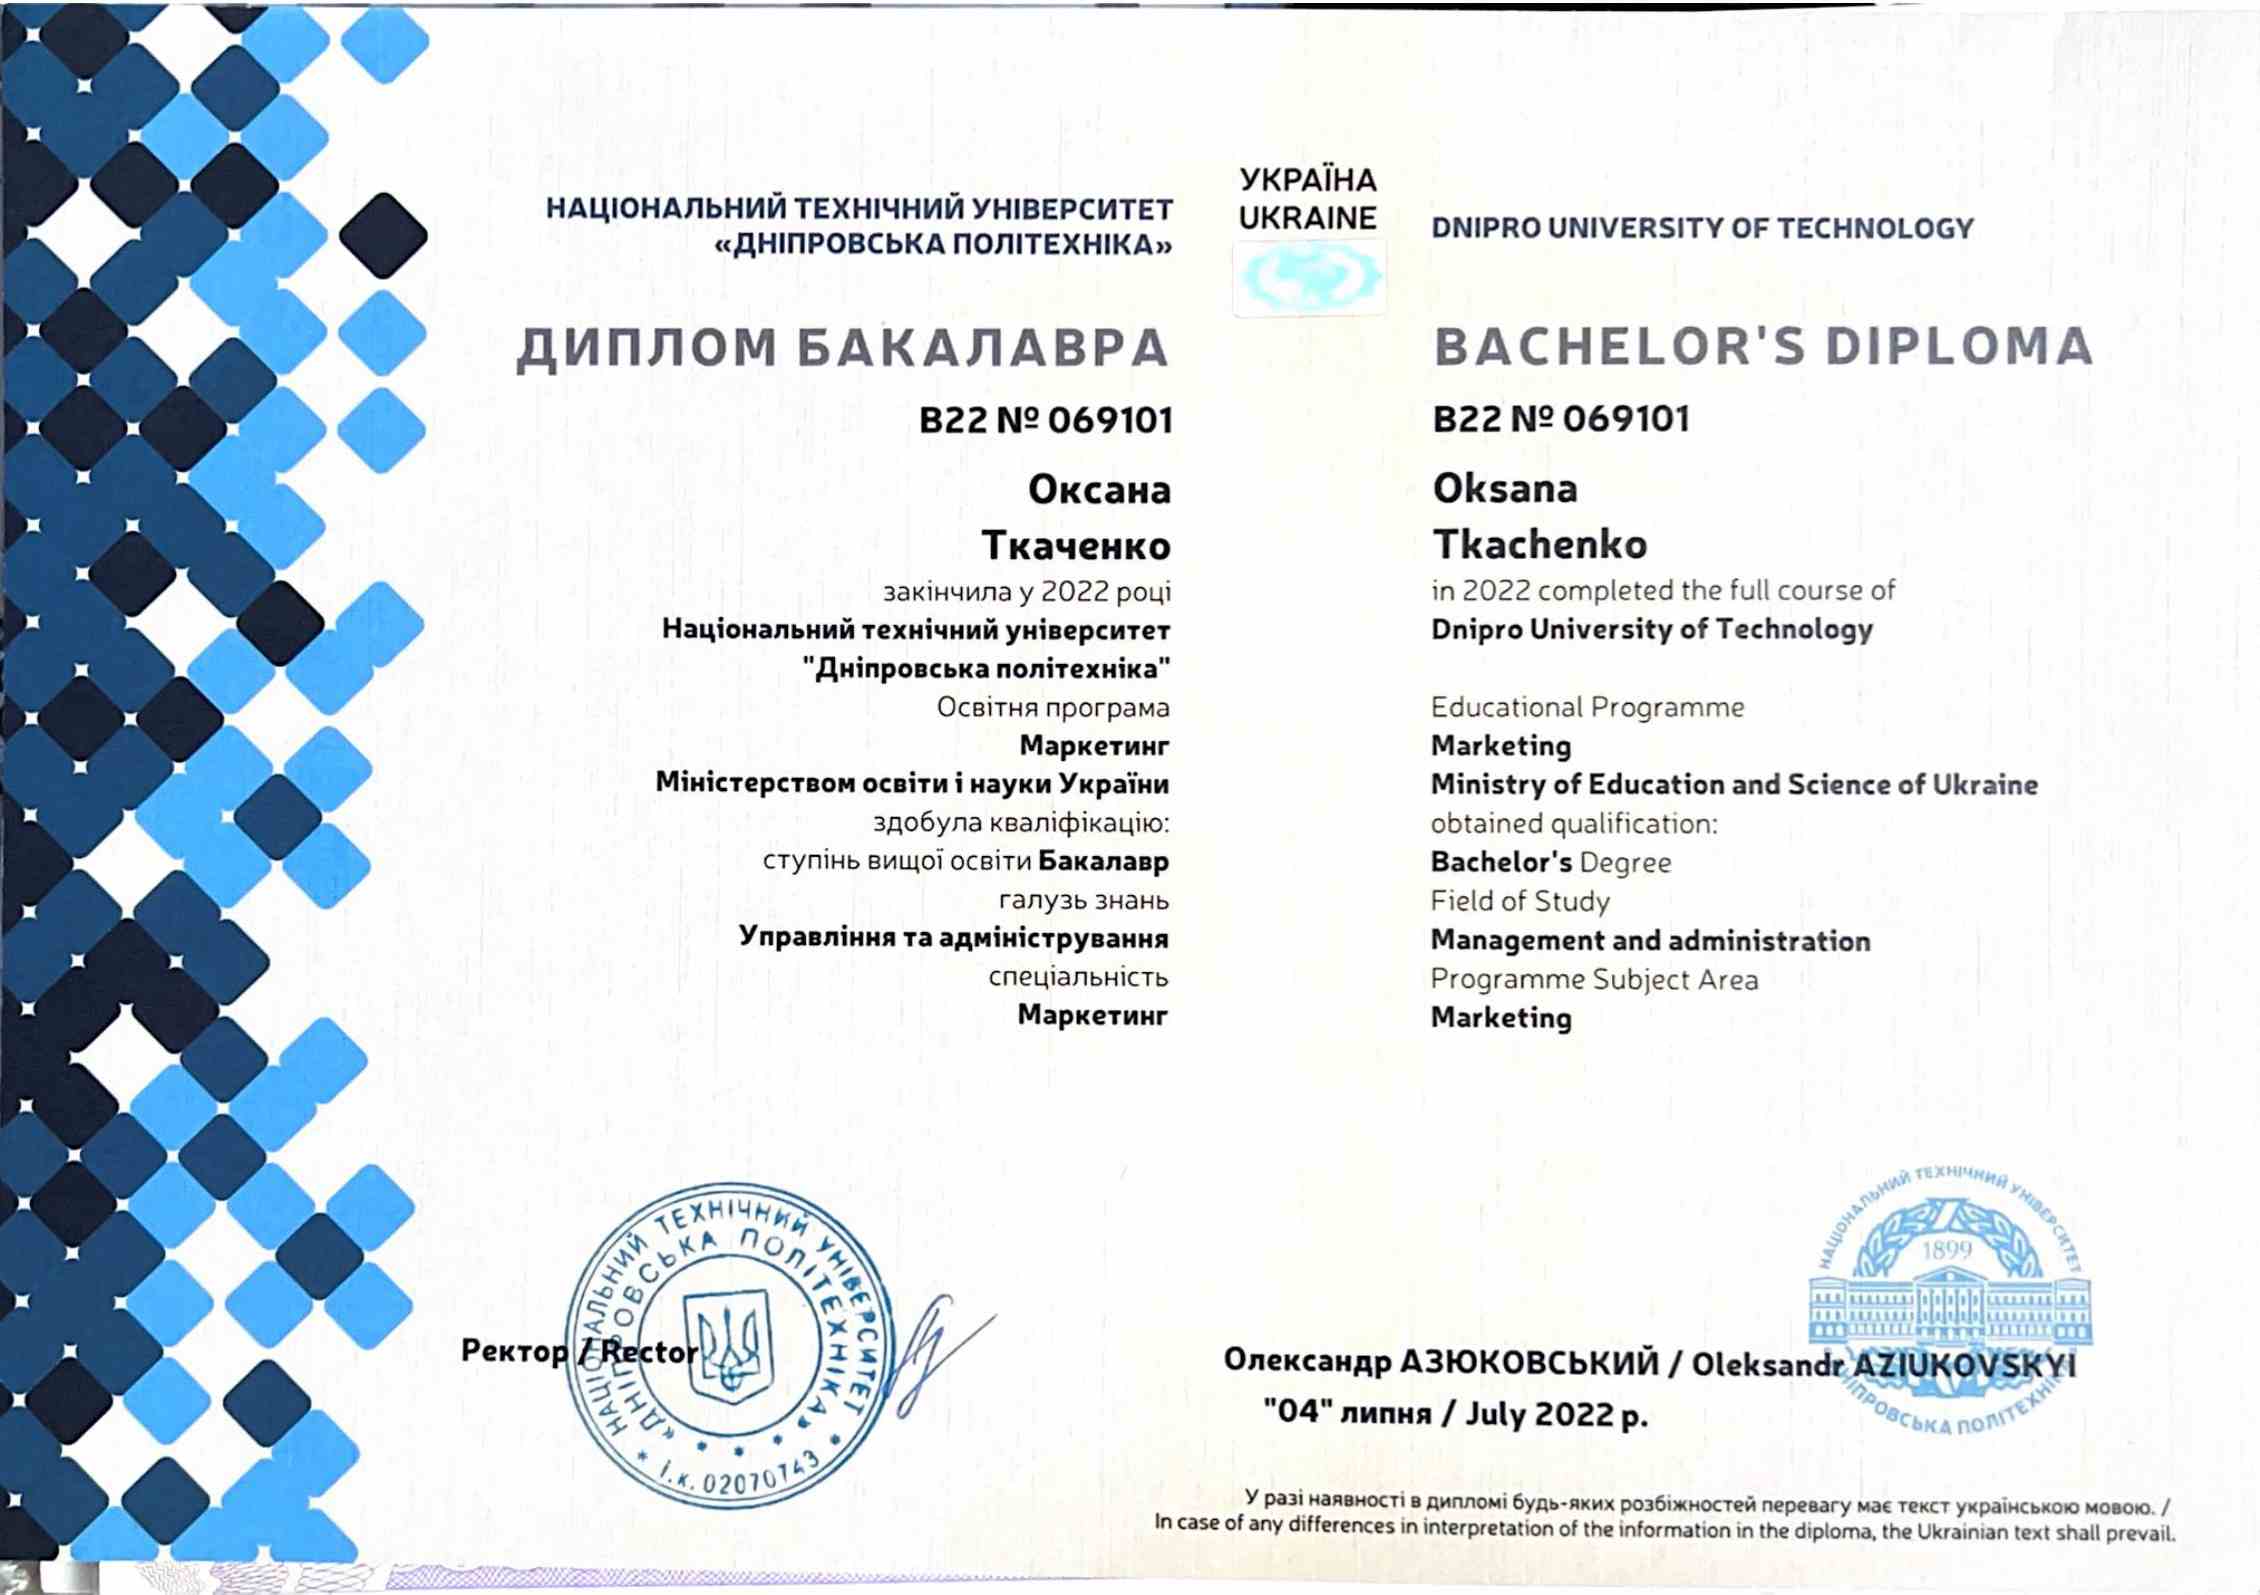 УКРАЇНА
UKRAINE
НАЦІОНАЛЬНИЙ ТЕХНІЧНИЙ УНІВЕРСИТЕТ
«ДНІПРОВСЬКА ПОЛІТЕХНІКА»
ДИПЛОМ БАКАЛАВРА
B22 № 069101
Оксана
Ткаченко
закінчила у 2022 році
Національний технічний університет
"Дніпровська політехніка"
Освітня програма
Маркетинг
Міністерством освіти і науки України
здобула кваліфікацію:
ступінь вищої освіти Бакалавр
галузь знань
Управління та адміністрування
спеціальність
Маркетинг
DNIPRO UNIVERSITY OF TECHNOLOGY
BACHELOR'S DIPLOMA
B22 № 069101
Oksana
Tkachenko
in 2022 completed the full course of
Dnipro University of Technology
Educational Programme
Marketing
Ministry of Education and Science of Ukraine
obtained qualification:
Bachelor's Degree
Field of Study
Management and administration
Programme Subject Area
Marketing
Ректор / Rector
НАЦІОНАЛЬНИЙ ТЕХНІЧНИЙ УНІВЕРСИТЕТ
«ДНІПРОВСЬКА ПОЛІТЕХНІКА»
* І.К. 02070743 *
НАЦІОНАЛЬНИЙ ТЕХНІЧНИЙ УНІВЕРСИТЕТ
1899
ДНІПРОВСЬКА ПОЛІТЕХНІКА
Олександр АЗЮКОВСЬКИЙ / Oleksandr AZIUKOVSKYI
"04" липня / July 2022 р.
У разі наявності в дипломі будь-яких розбіжностей перевагу має текст українською мовою. /
In case of any differences in interpretation of the information in the diploma, the Ukrainian text shall prevail.